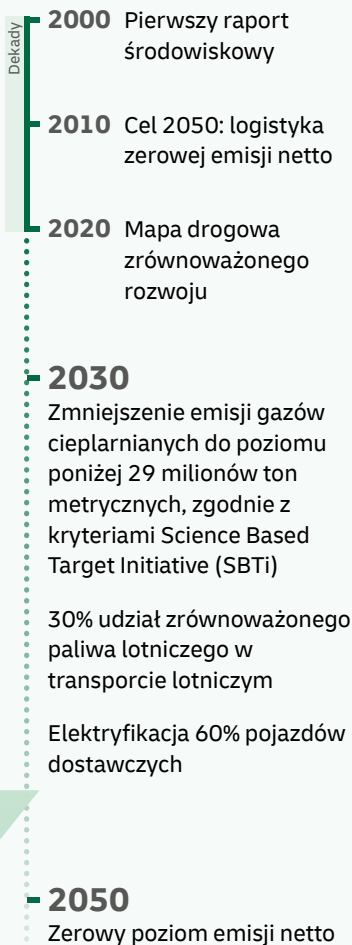 Dekady
2000 Pierwszy raport
środowiskowy
2010 Cel 2050: logistyka
zerowej emisji netto
2020 Mapa drogowa
zrównoważonego
rozwoju
2030
Zmniejszenie emisji gazów
cieplarnianych do poziomu
poniżej 29 milionów ton
metrycznych, zgodnie z
kryteriami Science Based
Target Initiative (SBTi)
30% udział zrównoważonego
paliwa lotniczego w
transporcie lotniczym
Elektryfikacja 60% pojazdów
dostawczych
2050
Zerowy poziom emisji netto